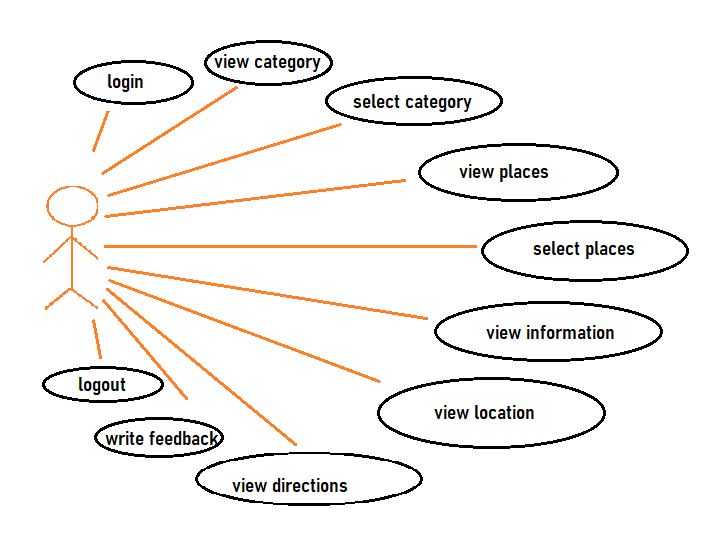 login
view category
select category
view places
select places
view information
view location
view directions
write feedback
logout